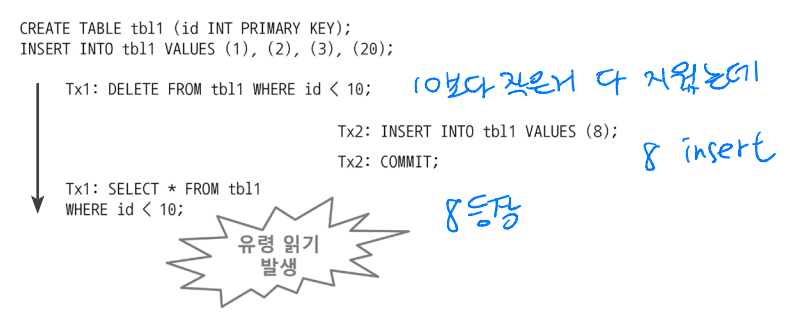 CREATE TABLE tbl1 (id INT PRIMARY KEY);
INSERT INTO tbl1 VALUES (1), (2), (3), (20);
Tx1: DELETE FROM tbl1 WHERE id < 10;
10보다 작은거 다 지웠는데
Tx2: INSERT INTO tbl1 VALUES (8);
8 insert
Tx2: COMMIT;
Tx1: SELECT * FROM tbl1
WHERE id < 10;
8등장
유령 읽기
발생